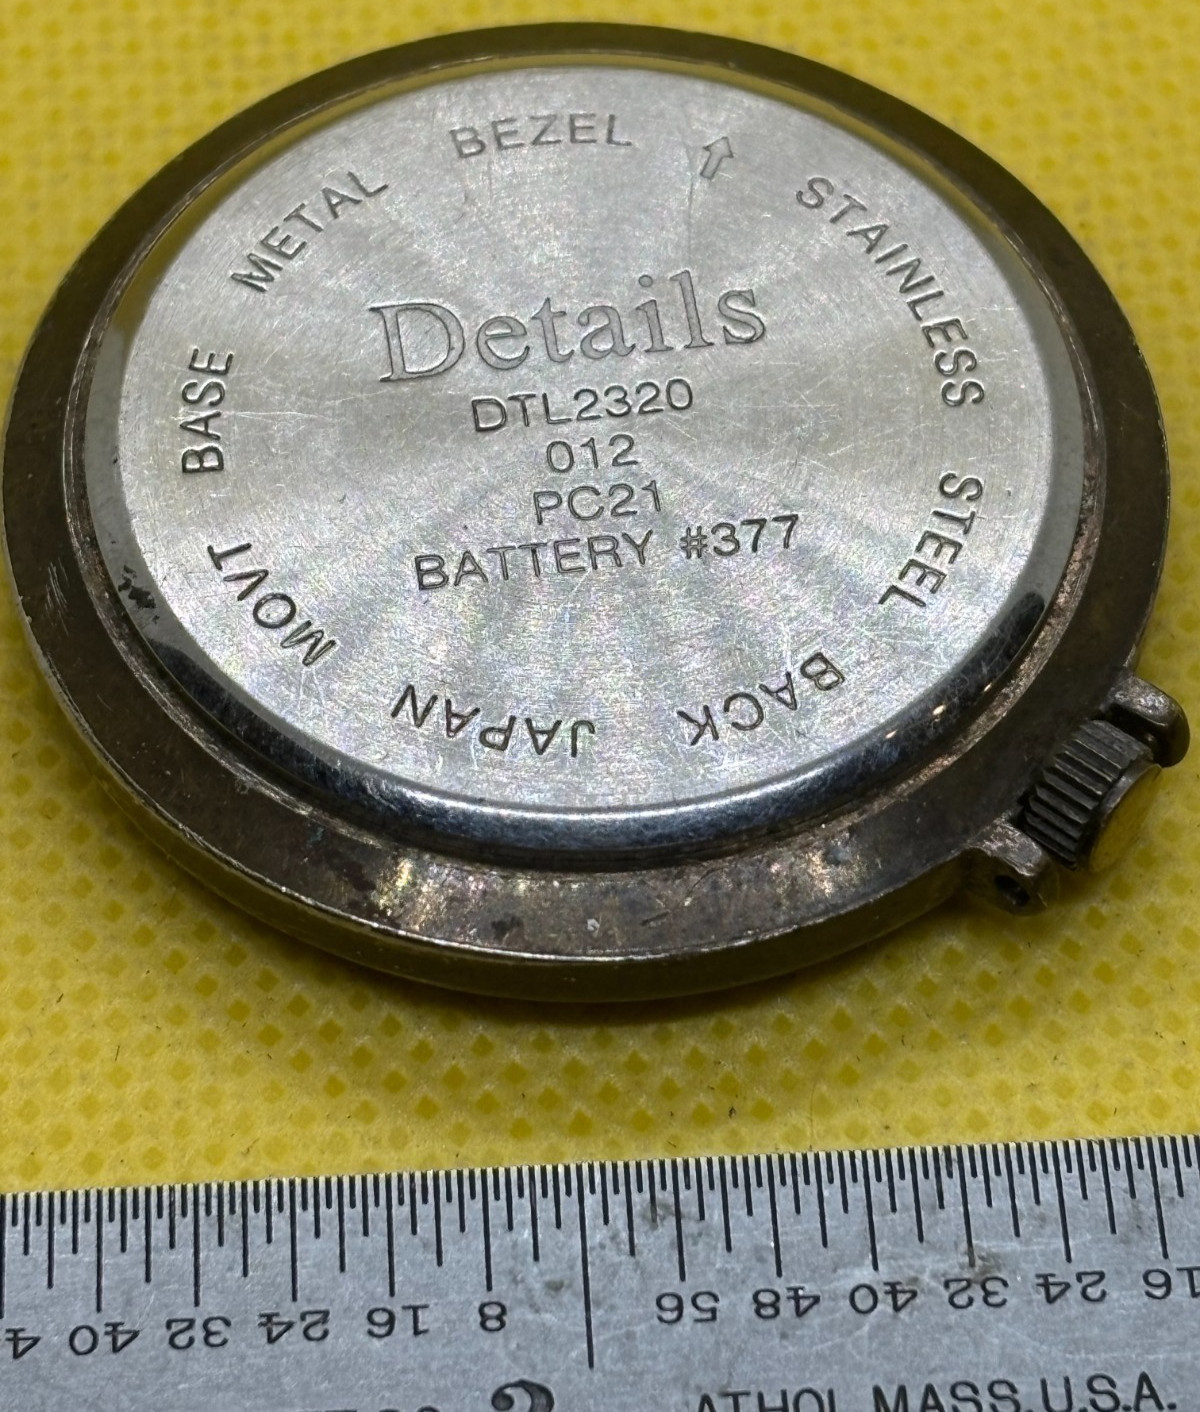 BASE METAL BEZEL ⇧ STAINLESS STEEL BACK JAPAN MOVT
Details
DTL2320
012
PC21
BATTERY #377
40 32 24 16 8 56 48 40 32 24 16
ATHOL MASS.U.S.A.